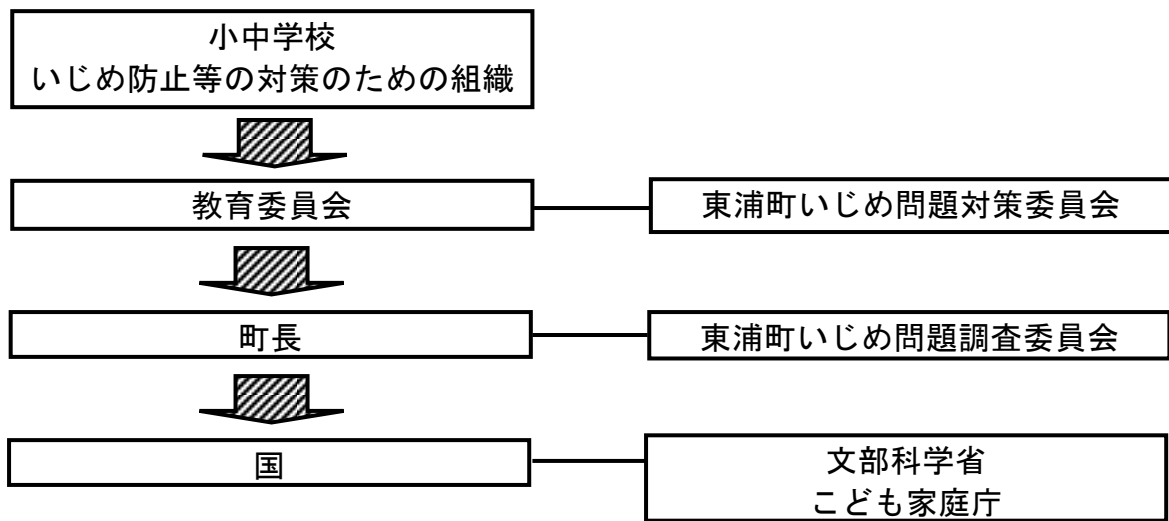 小中学校
いじめ防止等の対策のための組織
教育委員会
東浦町いじめ問題対策委員会
町長
東浦町いじめ問題調査委員会
国
文部科学省
こども家庭庁